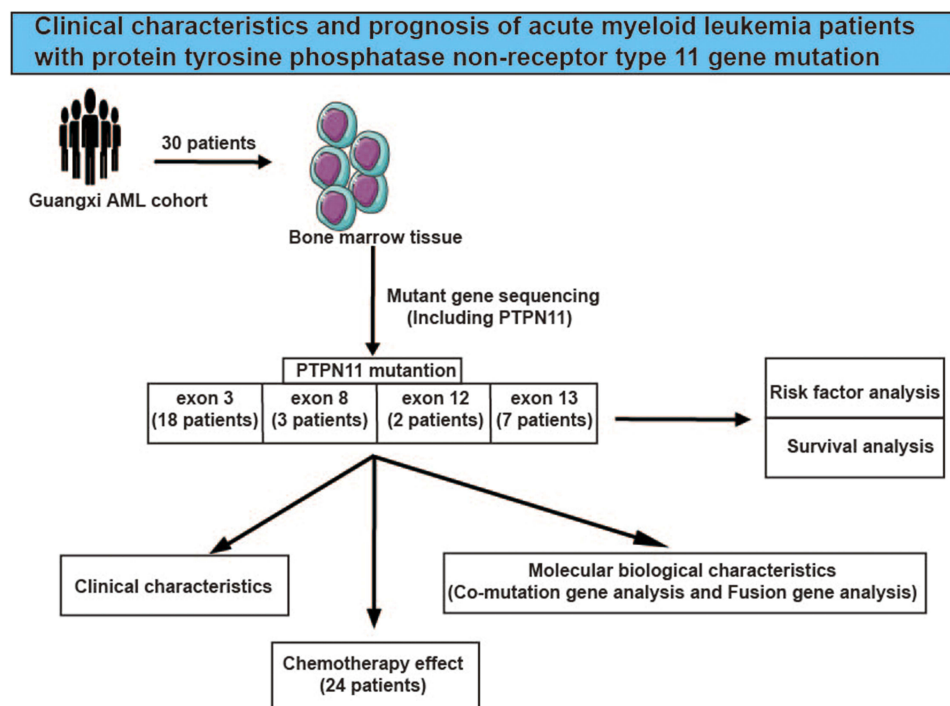 Clinical characteristics and prognosis of acute myeloid leukemia patients
with protein tyrosine phosphatase non-receptor type 11 gene mutation
30 patients
Guangxi AML cohort
Bone marrow tissue
Mutant gene sequencing
(Including PTPN11)
PTPN11 mutantion
exon 3
(18 patients)
exon 8
(3 patients)
exon 12
(2 patients)
exon 13
(7 patients)
Risk factor analysis
Survival analysis
Clinical characteristics
Molecular biological characteristics
(Co-mutation gene analysis and Fusion gene analysis)
Chemotherapy effect
(24 patients)